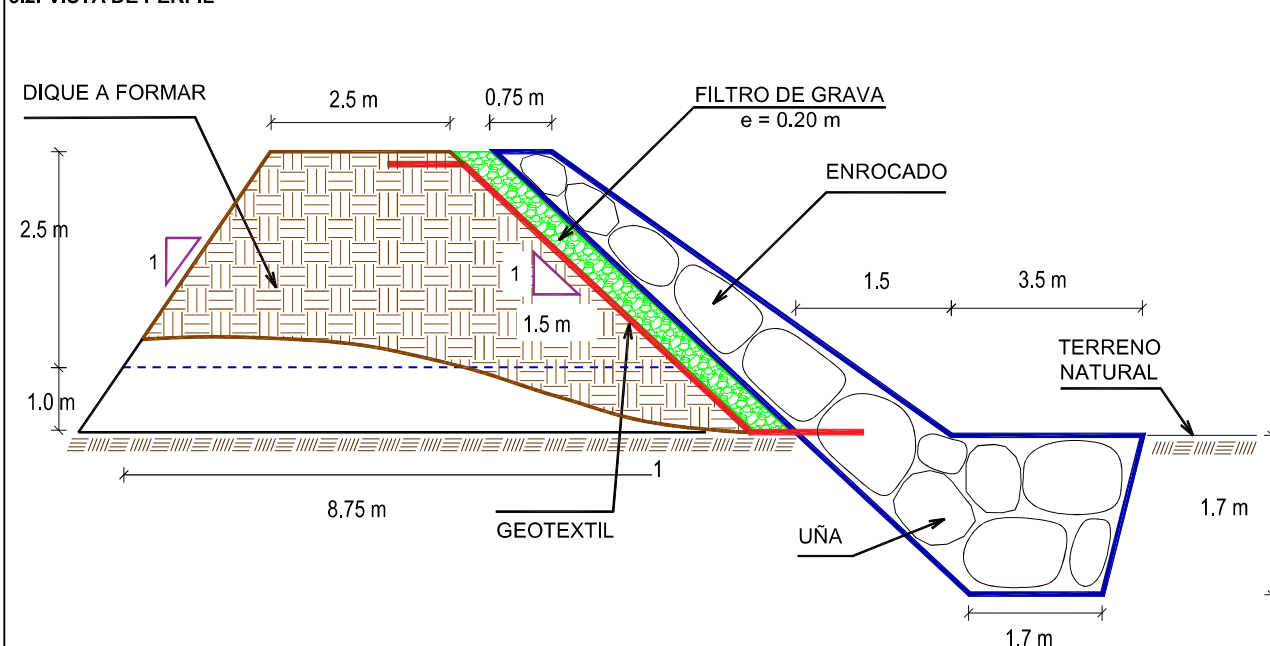 DIQUE A FORMAR
2.5 m
0.75 m
FILTRO DE GRAVA
e = 0.20 m
ENROCADO
2.5 m
1
1
1.5 m
1.5
3.5 m
TERRENO
NATURAL
1.0 m
1
8.75 m
GEOTEXTIL
UÑA
1.7 m
1.7 m